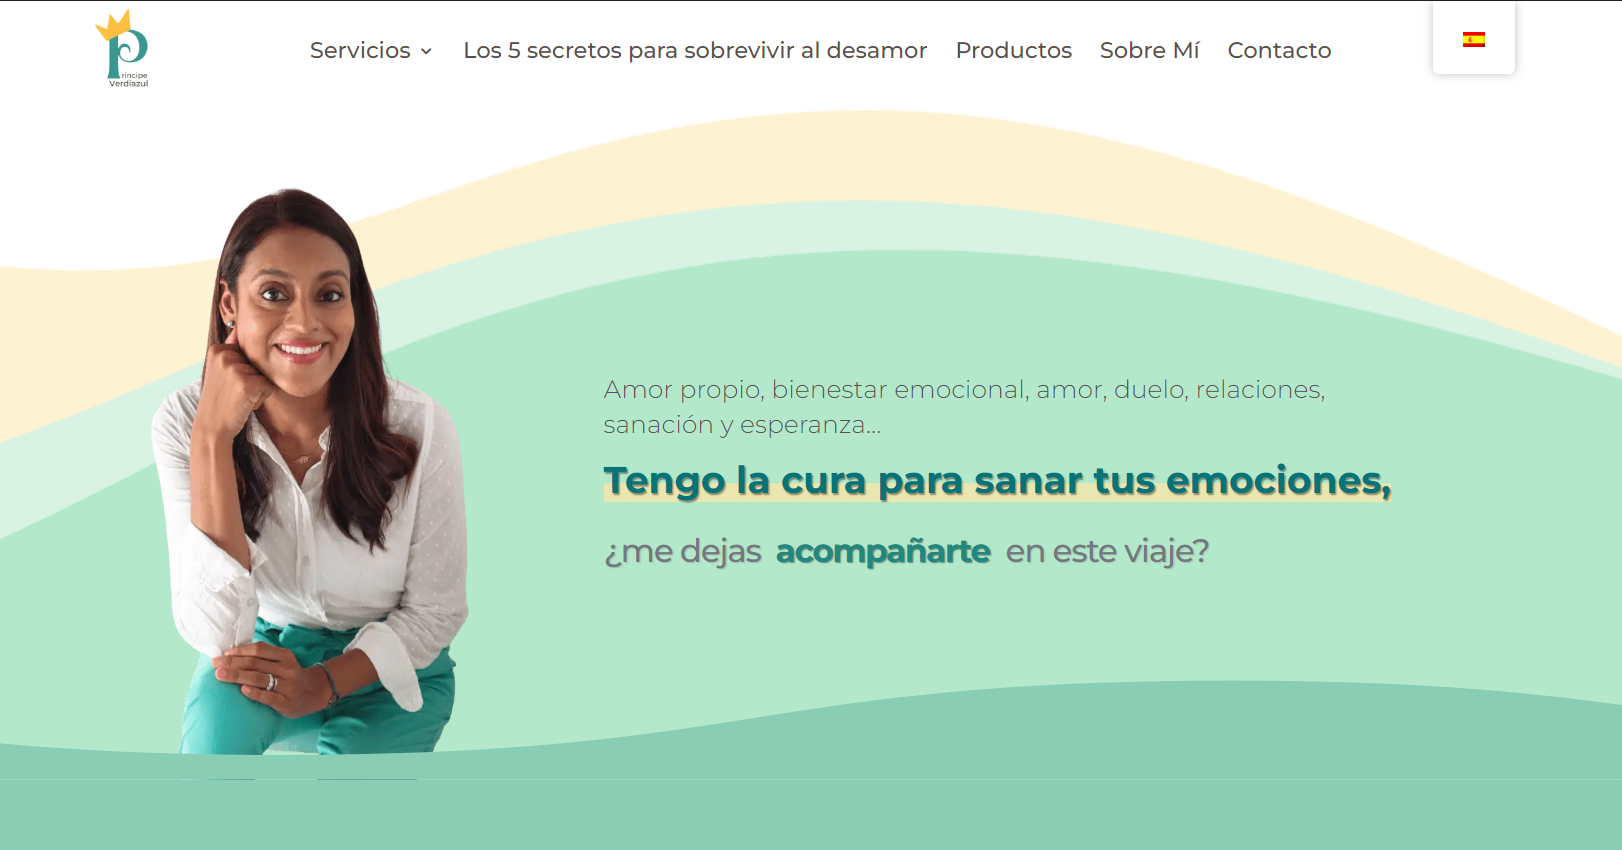 Príncipe
Verdiazul
Servicios
Los 5 secretos para sobrevivir al desamor
Productos
Sobre Mí
Contacto
Amor propio, bienestar emocional, amor, duelo, relaciones,
sanación y esperanza...
Tengo la cura para sanar tus emociones,
¿me dejas acompañarte en este viaje?